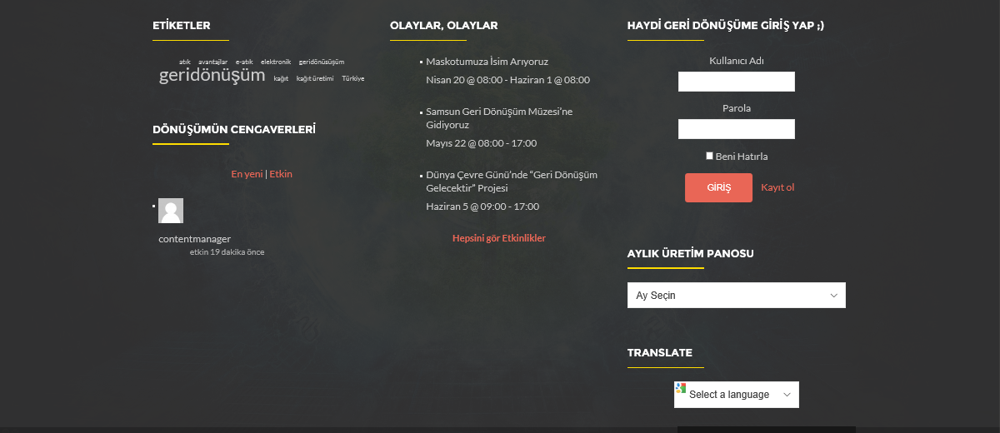 ETİKETLER
atık avantajlar e-atık elektronik geridönüsüşüm
geridönüşüm kağıt kağıt üretimi Türkiye
DÖNÜŞÜMÜN CENGAVERLERİ
En yeni | Etkin
contentmanager
etkin 19 dakika önce
OLAYLAR, OLAYLAR
Maskotumuza İsim Arıyoruz
Nisan 20 @ 08:00 - Haziran 1 @ 08:00
Samsun Geri Dönüşüm Müzesi'ne
Gidiyoruz
Mayıs 22 @ 08:00 - 17:00
Dünya Çevre Günü'nde “Geri Dönüşüm
Gelecektir” Projesi
Haziran 5 @ 09:00 - 17:00
Hepsini gör Etkinlikler
HAYDİ GERİ DÖNÜŞÜME GİRİŞ YAP ;)
Kullanıcı Adı
Parola
Beni Hatırla
GİRİŞ Kayıt ol
AYLIK ÜRETİM PANOSU
Ay Seçin
TRANSLATE
Select a language